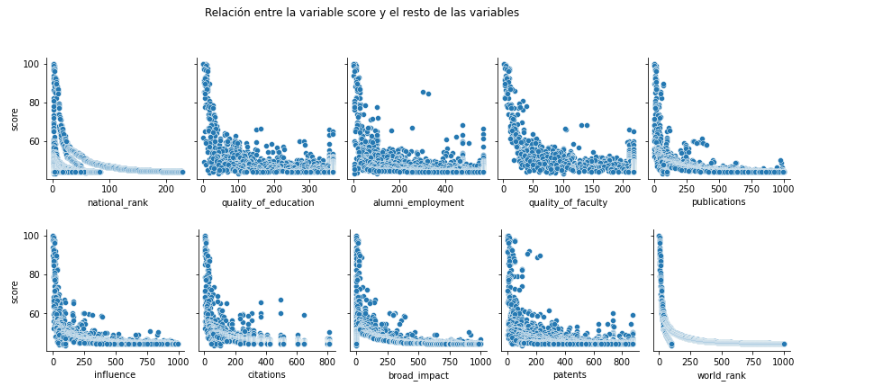 Relación entre la variable score y el resto de las variables
100
80
60
score
0 100 200
national_rank
0 100 200 300
quality_of_education
0 200 400
alumni_employment
0 50 100 150 200
quality_of_faculty
0 250 500 750 1000
publications
100
80
60
score
0 250 500 750 1000
influence
0 200 400 600 800
citations
0 250 500 750 1000
broad_impact
0 200 400 600 800
patents
0 250 500 750 1000
world_rank